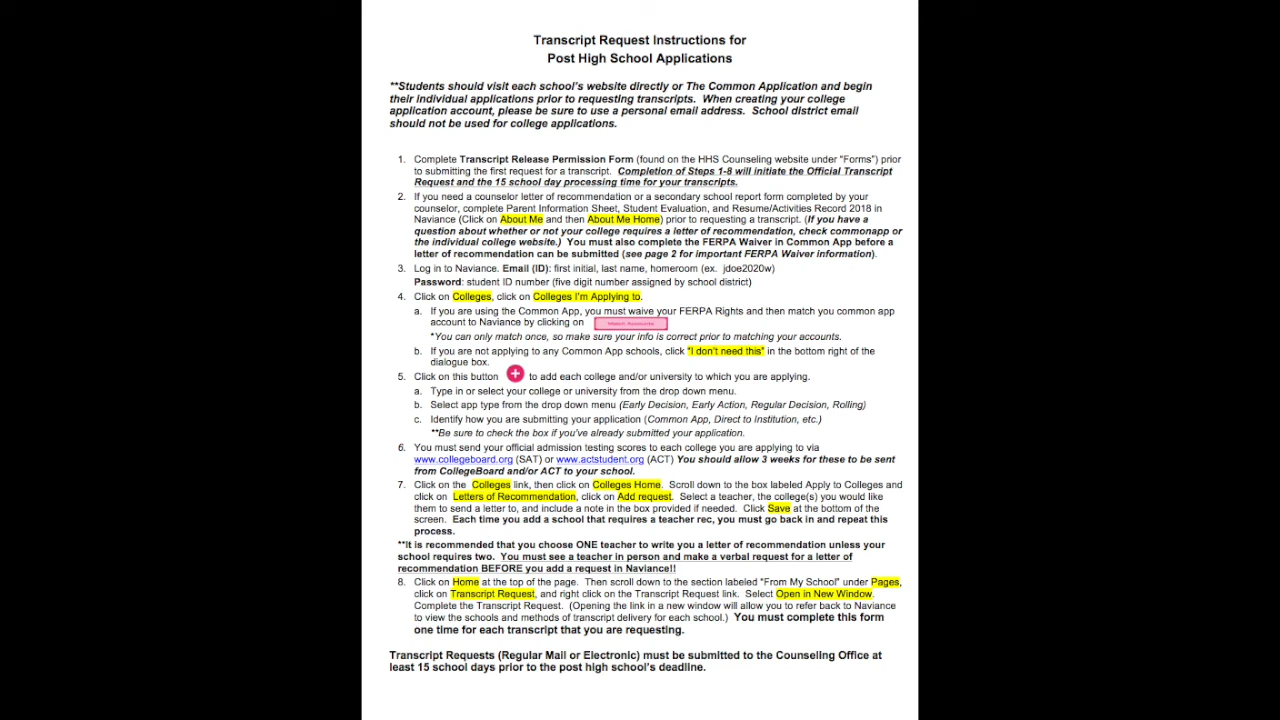 Transcript Request Instructions for
Post High School Applications
**Students should visit each school's website directly or The Common Application and begin
their individual applications prior to requesting transcripts. When creating your college
application account, please be sure to use a personal email address. School district email
should not be used for college applications.
1. Complete Transcript Release Permission Form (found on the HHS Counseling website under "Forms") prior
to submitting the first request for a transcript. Completion of Steps 1-8 will initiate the Official Transcript
Request and the 15 school day processing time for your transcripts.
2. If you need a counselor letter of recommendation or a secondary school report form completed by your
counselor, complete Parent Information Sheet, Student Evaluation, and Resume/Activities Record 2018 in
Naviance (Click on About Me and then About Me Home) prior to requesting a transcript. (If you have a
question about whether or not your college requires a letter of recommendation, check commonapp or
the individual college website.) You must also complete the FERPA Waiver in Common App before a
letter of recommendation can be submitted (see page 2 for important FERPA Waiver information).
3. Log in to Naviance. Email (ID): first initial, last name, homeroom (ex. jdoe2020w)
Password: student ID number (five digit number assigned by school district)
4. Click on Colleges, click on Colleges I'm Applying to.
a. If you are using the Common App, you must waive your FERPA Rights and then match you common app
account to Naviance by clicking on
*You can only match once, so make sure your info is correct prior to matching your accounts.
b. If you are not applying to any Common App schools, click "I don't need this" in the bottom right of the
dialogue box.
5. Click on this button to add each college and/or university to which you are applying.
a. Type in or select your college or university from the drop down menu.
b. Select app type from the drop down menu (Early Decision, Early Action, Regular Decision, Rolling)
c. Identify how you are submitting your application (Common App, Direct to Institution, etc.)
**Be sure to check the box if you've already submitted your application.
6. You must send your official admission testing scores to each college you are applying to via
www.collegeboard.org (SAT) or www.actstudent.org (ACT) You should allow 3 weeks for these to be sent
from CollegeBoard and/or ACT to your school.
7. Click on the Colleges link, then click on Colleges Home. Scroll down to the box labeled Apply to Colleges and
click on Letters of Recommendation, click on Add request. Select a teacher, the college(s) you would like
them to send a letter to, and include a note in the box provided if needed. Click Save at the bottom of the
screen. Each time you add a school that requires a teacher rec, you must go back in and repeat this
process.
**It is recommended that you choose ONE teacher to write you a letter of recommendation unless your
school requires two. You must see a teacher in person and make a verbal request for a letter of
recommendation BEFORE you add a request in Naviance!!
8. Click on Home at the top of the page. Then scroll down to the section labeled "From My School" under Pages,
click on Transcript Request, and right click on the Transcript Request link. Select Open in New Window.
Complete the Transcript Request. (Opening the link in a new window will allow you to refer back to Naviance
to view the schools and methods of transcript delivery for each school.) You must complete this form
one time for each transcript that you are requesting.
Transcript Requests (Regular Mail or Electronic) must be submitted to the Counseling Office at
least 15 school days prior to the post high school's deadline.